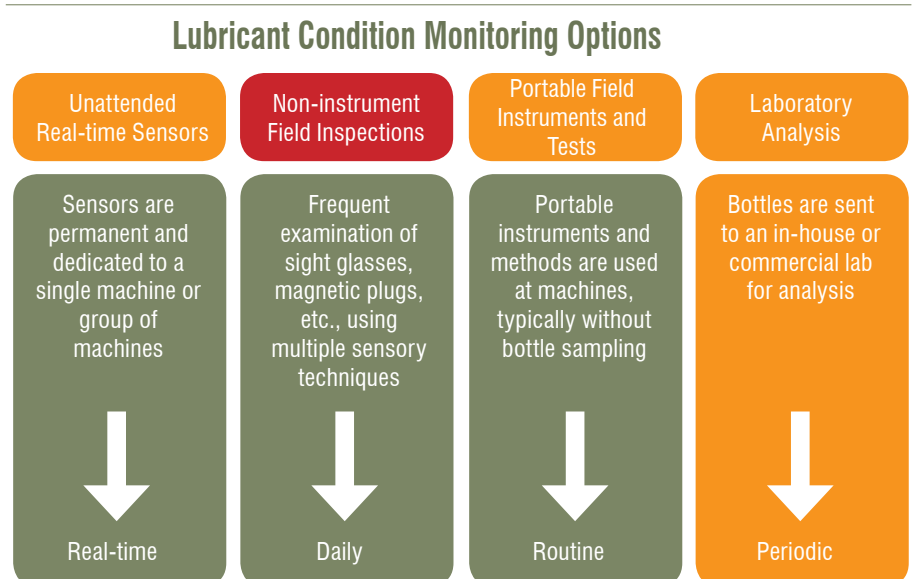 Lubricant Condition Monitoring Options
Unattended
Real-time Sensors
Non-instrument
Field Inspections
Portable Field
Instruments and
Tests
Laboratory
Analysis
Sensors are
permanent and
dedicated to a
single machine or
group of
machines
Real-time
Frequent
examination of
sight glasses,
magnetic plugs,
etc., using
multiple sensory
techniques
Daily
Portable
instruments and
methods are used
at machines,
typically without
bottle sampling
Routine
Bottles are sent
to an in-house or
commercial lab
for analysis
Periodic